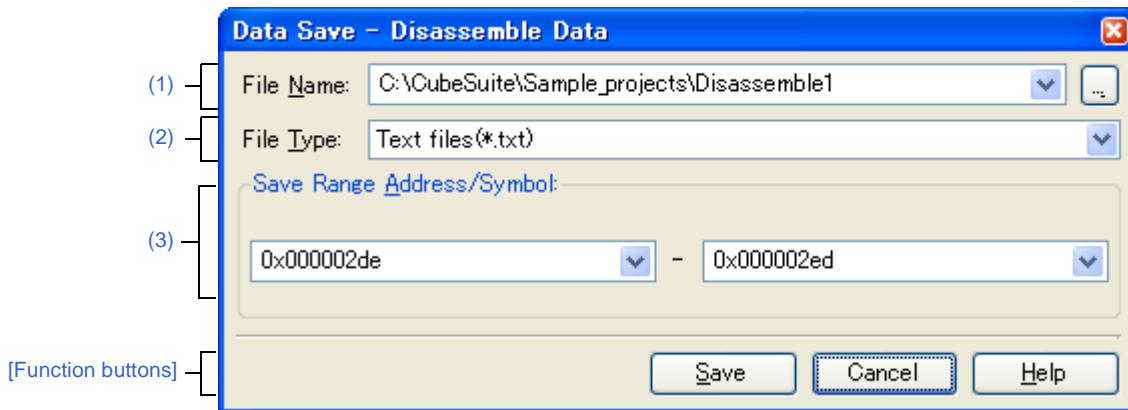 Data Save - Disassemble Data
(1) File Name: C:\CubeSuite\Sample_projects\Disassemble1 ...
(2) File Type: Text files(*.txt)
Save Range Address/Symbol:
(3) 0x000002de - 0x000002ed
[Function buttons] Save Cancel Help